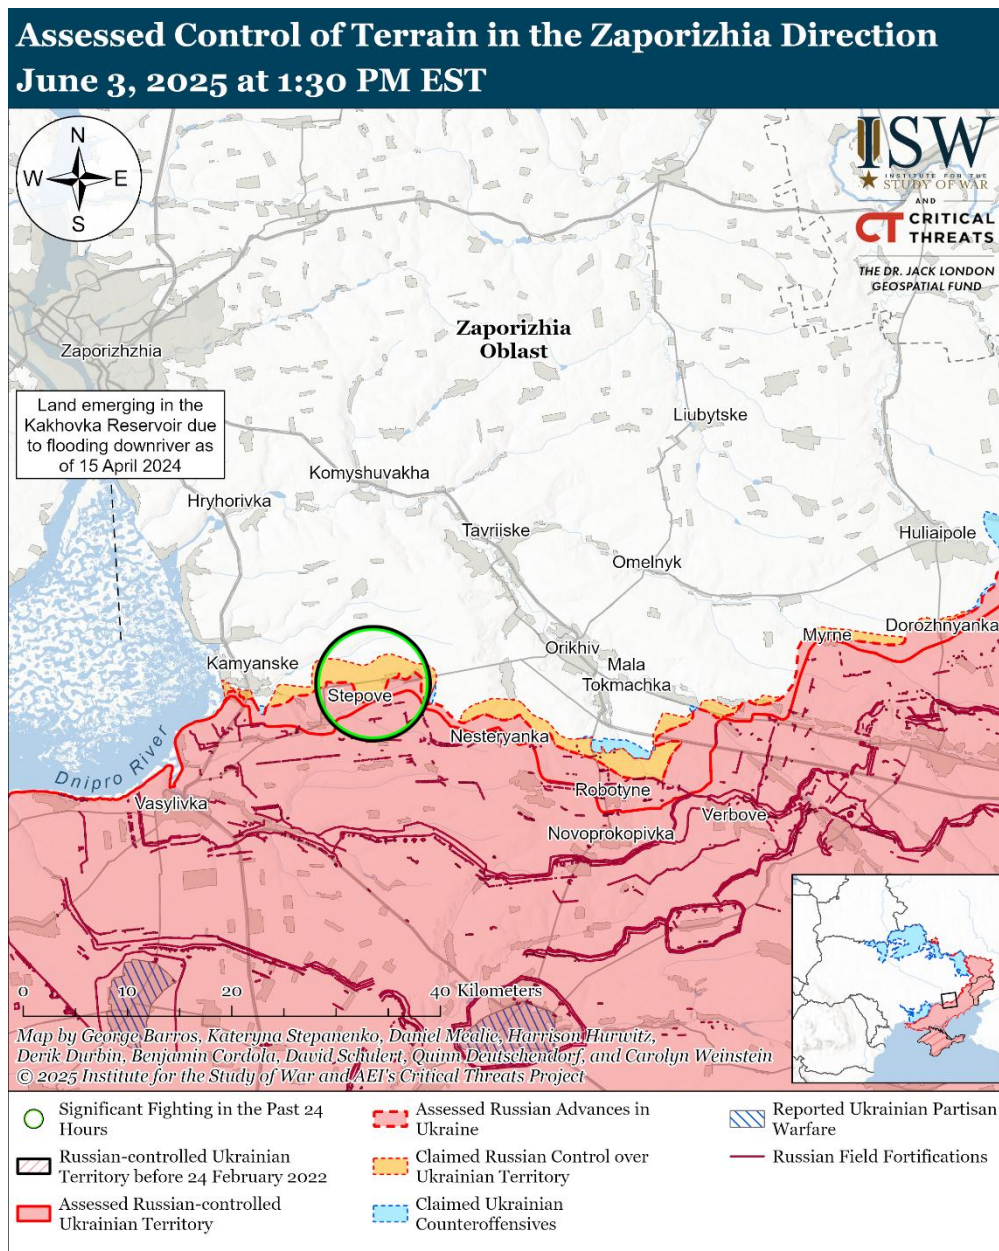 Assessed Control of Terrain in the Zaporizhia Direction
June 3, 2025 at 1:30 PM EST
N
W
E
S
ISW
INSTITUTE FOR THE
STUDY OF WAR
AND
CT CRITICAL
THREATS
THE DR. JACK LONDON
GEOSPATIAL FUND
Zaporizhia
Oblast
Zaporizhzhia
Land emerging in the
Kakhovka Reservoir due
to flooding downriver as
of 15 April 2024
Liubytske
Komyshuvakha
Hryhorivka
Tavriiske
Huliaipole
Omelnyk
Dorozhnyanka
Myrne
Orikhiv
Kamyanske
Mala
Tokmachka
Stepove
Nesteryanka
Dnipro River
Robotyne
Vasylivka
Verbove
Novoprokopivka
0
10
20
40 Kilometers
Map by George Barros, Kateryna Stepanenko, Daniel Mealie, Harrison Hurwitz,
Derik Durbin, Benjamin Cordola, David Schulert, Quinn Deutschendorf, and Carolyn Weinstein
© 2025 Institute for the Study of War and AEI's Critical Threats Project
Significant Fighting in the Past 24
Hours
Russian-controlled Ukrainian
Territory before 24 February 2022
Assessed Russian-controlled
Ukrainian Territory
Assessed Russian Advances in
Ukraine
Claimed Russian Control over
Ukrainian Territory
Claimed Ukrainian
Counteroffensives
Reported Ukrainian Partisan
Warfare
Russian Field Fortifications